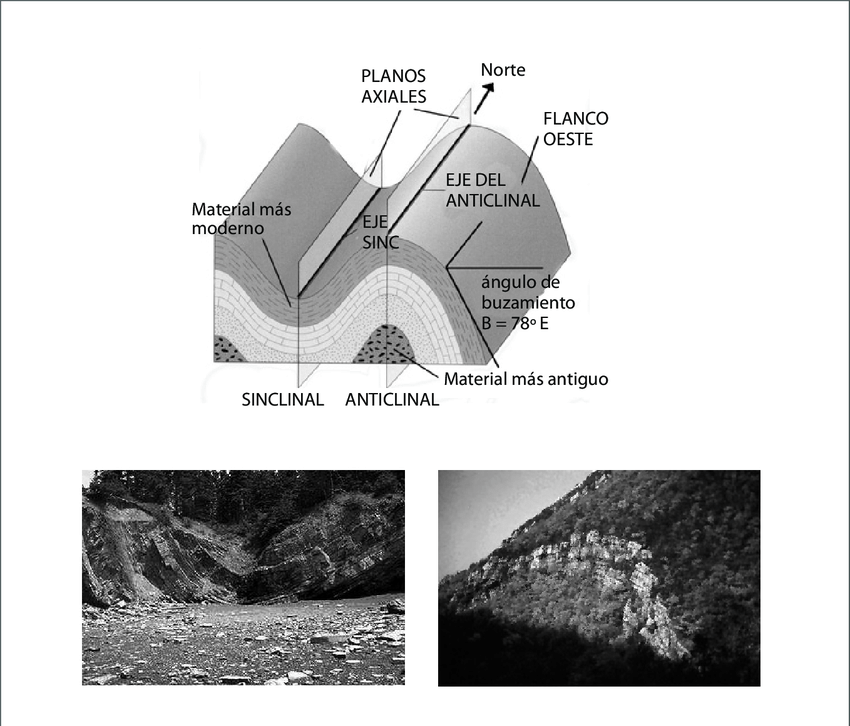 PLANOS
AXIALES
Norte
FLANCO
OESTE
EJE DEL
ANTICLINAL
Material más
moderno
EJE
SINC
ángulo de
buzamiento
B = 78º E
Material más antiguo
SINCLINAL
ANTICLINAL